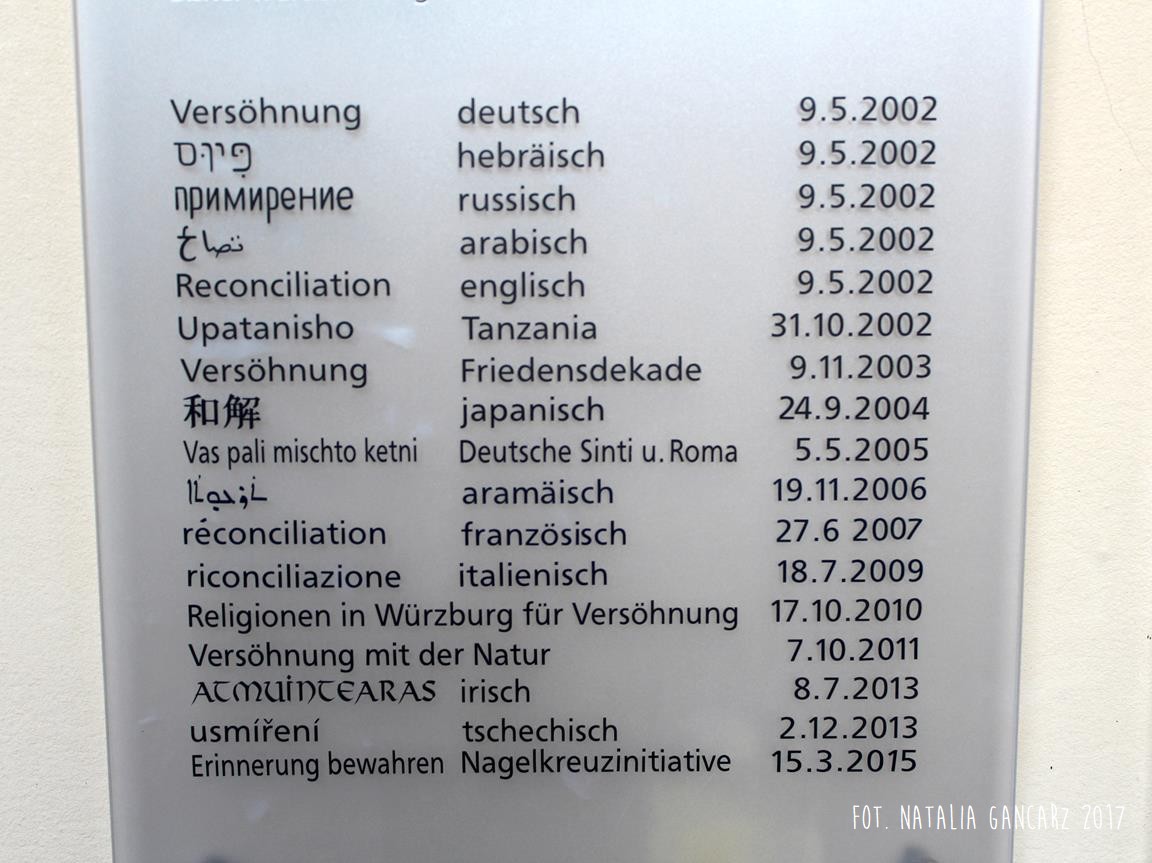 Versöhnung deutsch 9.5.2002
פִּיּוּס hebräisch 9.5.2002
примирение russisch 9.5.2002
arabisch 9.5.2002
Reconciliation englisch 9.5.2002
Upatanisho Tanzania 31.10.2002
Versöhnung Friedensdekade 9.11.2003
和解 japanisch 24.9.2004
Vas pali mischto ketni Deutsche Sinti u. Roma 5.5.2005
aramäisch 19.11.2006
réconciliation französisch 27.6 2007
riconciliazione italienisch 18.7.2009
Religionen in Würzburg für Versöhnung 17.10.2010
Versöhnung mit der Natur 7.10.2011
ATMUINTEARAS irisch 8.7.2013
usmíření tschechisch 2.12.2013
Erinnerung bewahren Nagelkreuzinitiative 15.3.2015
FOT. NATALIA GANCARZ 2017